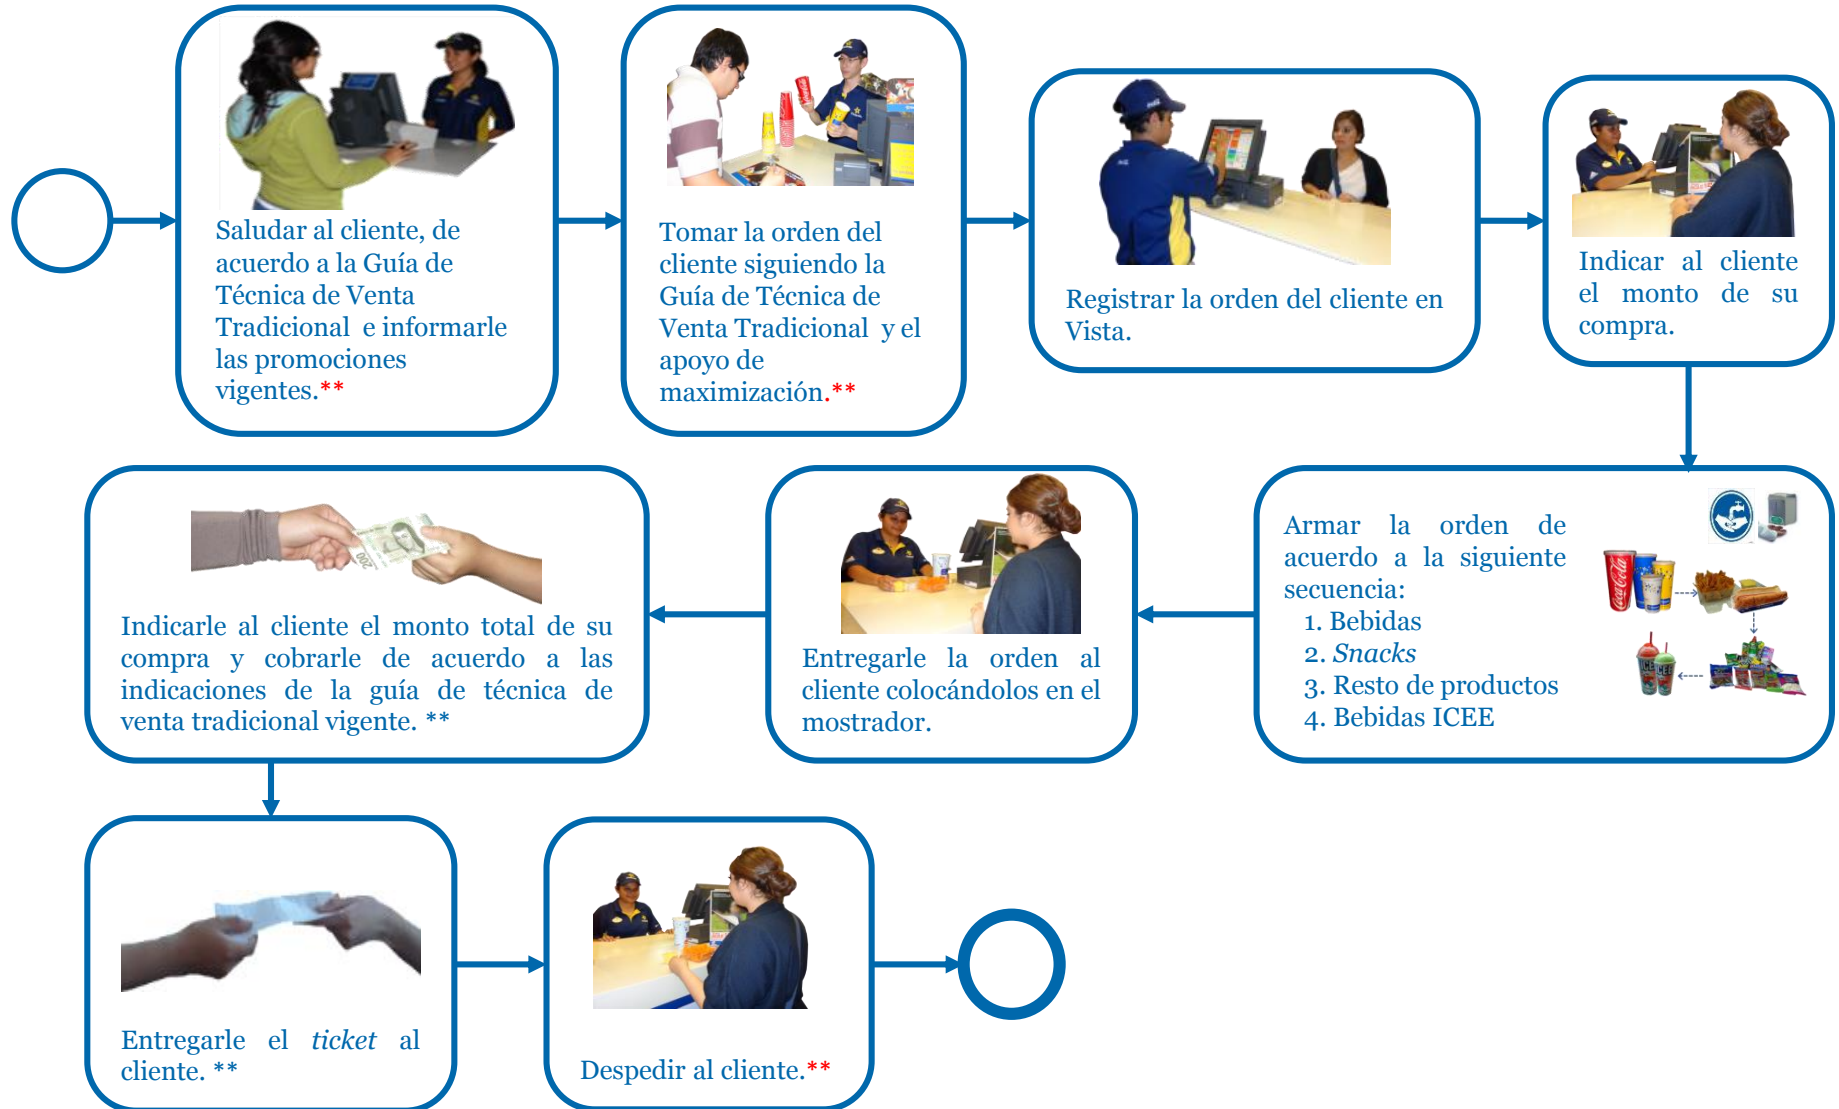 Saludar al cliente, de
acuerdo a la Guía de
Técnica de Venta
Tradicional e informarle
las promociones
vigentes.**
Tomar la orden del
cliente siguiendo la
Guía de Técnica de
Venta Tradicional y el
apoyo de
maximización.**
Registrar la orden del cliente en
Vista.
Indicar al cliente
el monto de su
compra.
Armar la orden de
acuerdo a la siguiente
secuencia:
1. Bebidas
2. Snacks
3. Resto de productos
4. Bebidas ICEE
Coca-Cola
ICEE
ICEE
Entregarle la orden al
cliente colocándolos en el
mostrador.
200
Indicarle al cliente el monto total de su
compra y cobrarle de acuerdo a las
indicaciones de la guía de técnica de
venta tradicional vigente. **
Entregarle el ticket al
cliente. **
Despedir al cliente.**